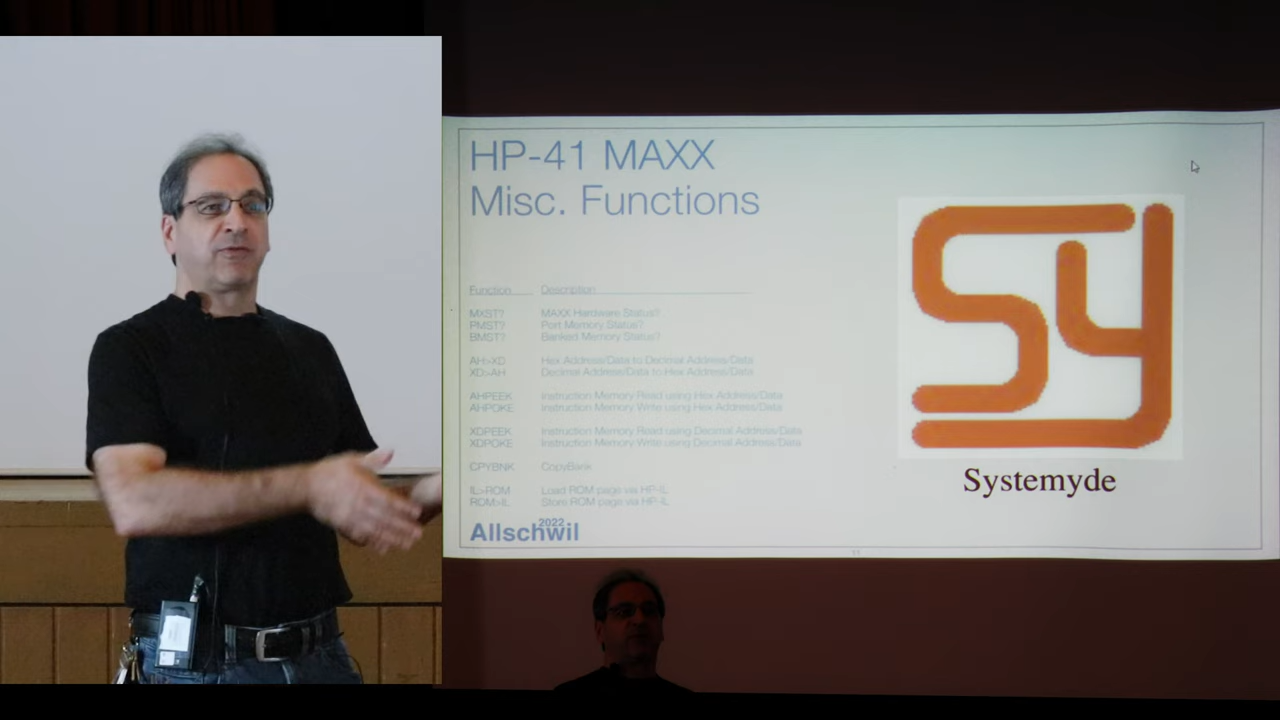 HP-41 MAXX
Misc. Functions
Function Description
MXST? MAXX Hardware Status?
PMST? Port Memory Status?
BMST? Banked Memory Status?
AH>XD Hex Address/Data to Decimal Address/Data
XD>AH Decimal Address/Data to Hex Address/Data
AHPEEK Instruction Memory Read using Hex Address/Data
AHPOKE Instruction Memory Write using Hex Address/Data
XDPEEK Instruction Memory Read using Decimal Address/Data
XDPOKE Instruction Memory Write using Decimal Address/Data
CPYBNK CopyBank
IL>ROM Load ROM page via HP-IL
ROM>IL Store ROM page via HP-IL
2022
Allschwil
sy
Systemyde